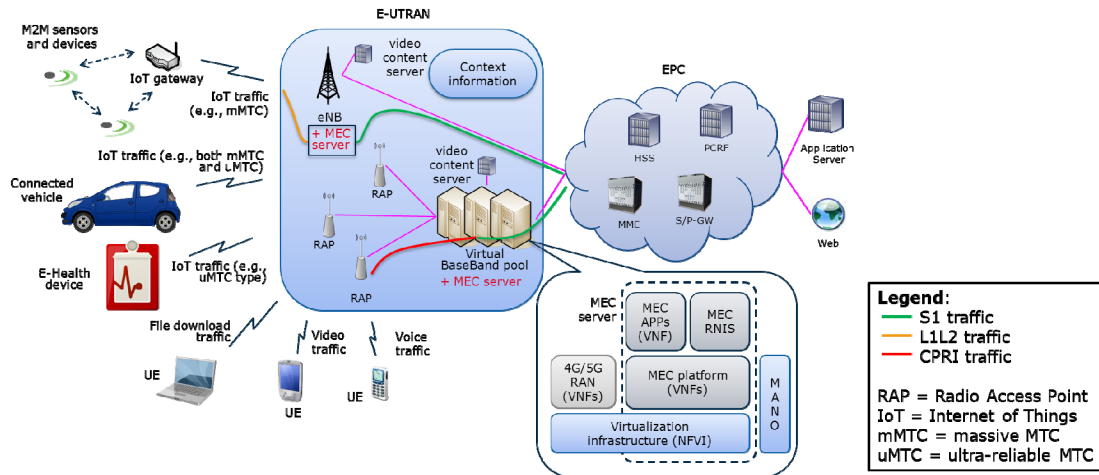 E-UTRAN
M2M sensors
and devices
IoT gateway
IoT traffic
(e.g., mMTC)
video
content
server
Context
information
eNB
+ MEC
server
EPC
HSS
PCRF
MMC
S/P-GW
Application
Server
Web
IoT traffic (e.g., both mMTC
and uMTC)
Connected
vehicle
RAP
RAP
RAP
video
content
server
Virtual
BaseBand pool
+ MEC server
E-Health
device
IoT traffic (e.g.,
uMTC type)
File download
traffic
Video
traffic
Voice
traffic
UE
UE
UE
MEC
server
MEC
APPs
(VNF)
MEC
RNIS
4G/5G
RAN
(VNFs)
MEC platform
(VNFs)
MANO
Virtualization
infrastructure (NFVI)
Legend:
S1 traffic
L1L2 traffic
CPRI traffic
RAP = Radio Access Point
IoT = Internet of Things
mMTC = massive MTC
uMTC = ultra-reliable MTC